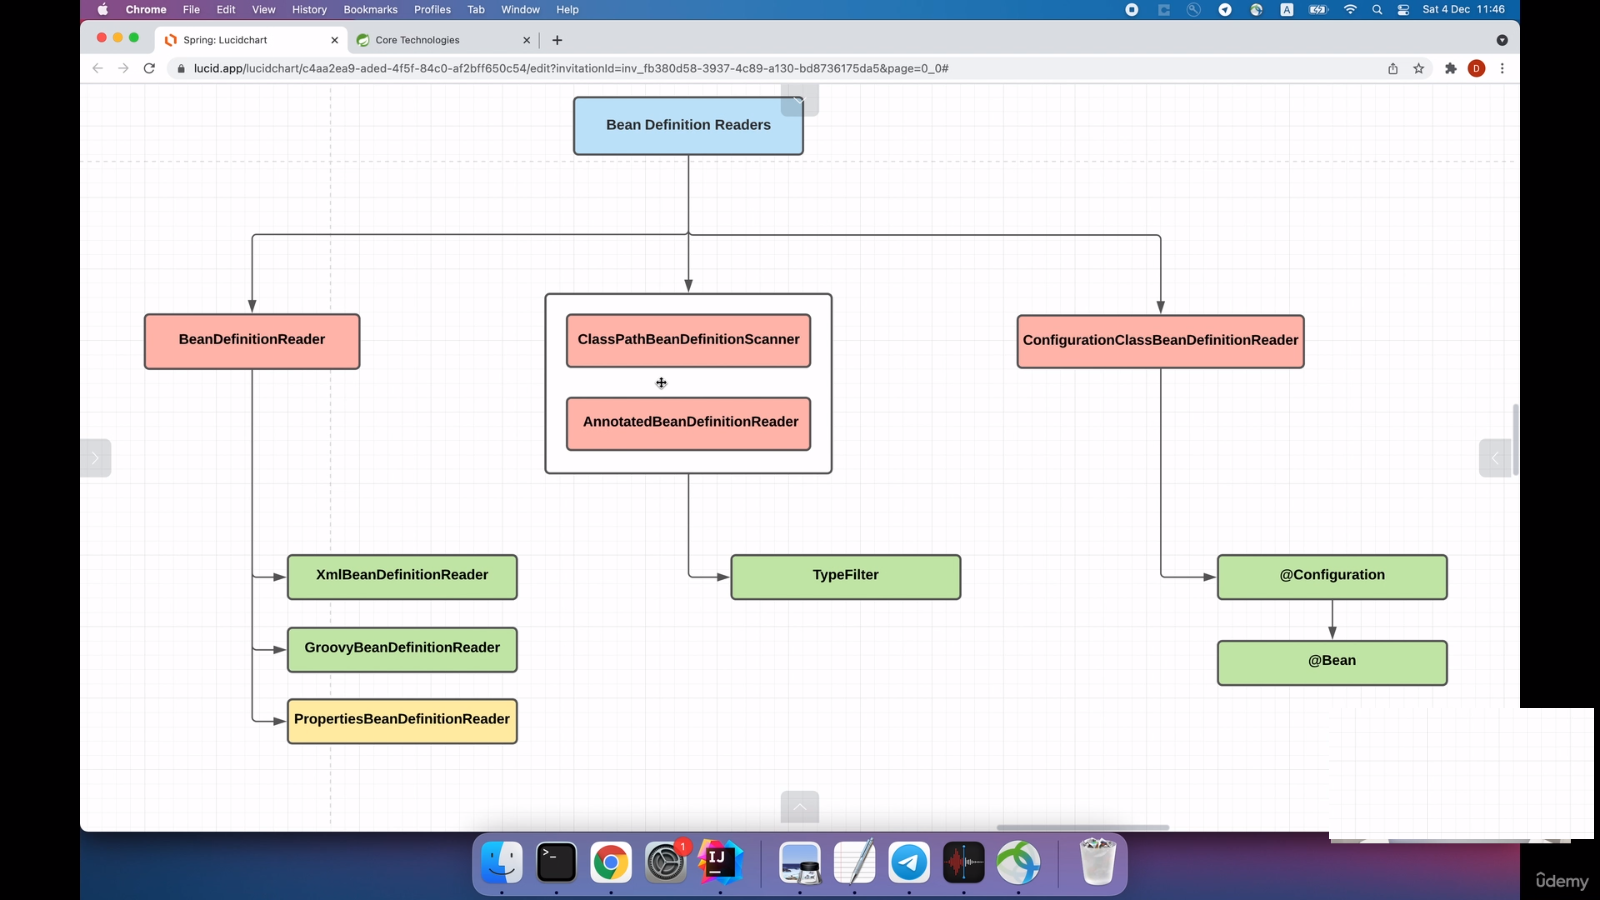 Chrome File Edit View History Bookmarks Profiles Tab Window Help
A
Sat 4 Dec 11:46
Spring: Lucidchart
Core Technologies
lucid.app/lucidchart/c4aa2ea9-aded-4f5f-84c0-af2bff650c54/edit?invitationId=inv_fb380d58-3937-4c89-a130-bd8736175da5&page=0_0#
D
Bean Definition Readers
BeanDefinitionReader
ClassPathBeanDefinitionScanner
ConfigurationClassBeanDefinitionReader
AnnotatedBeanDefinitionReader
XmlBeanDefinitionReader
TypeFilter
@Configuration
GroovyBeanDefinitionReader
@Bean
PropertiesBeanDefinitionReader
1
IJ
ûdemy